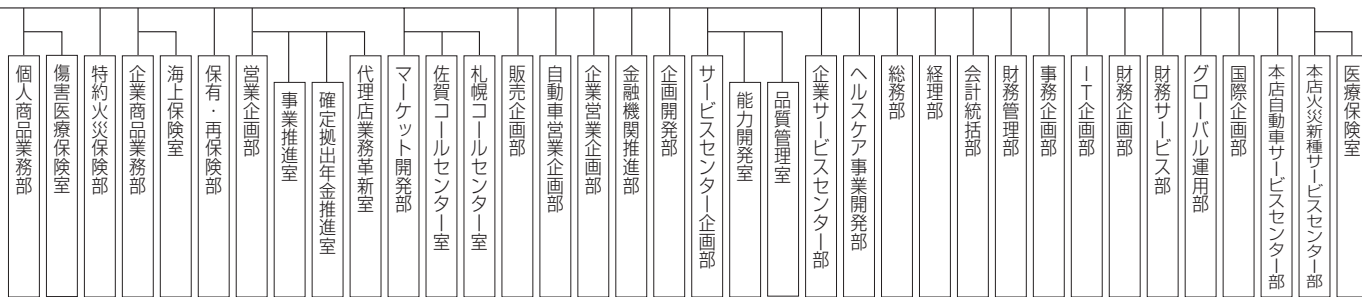 個人商品業務部
傷害医療保険室
特約火災保険部
企業商品業務部
海上保険室
保有・再保険部
営業企画部
事業推進室
確定拠出年金推進室
代理店業務革新室
マーケット開発部
佐賀コールセンター室
札幌コールセンター室
販売企画部
自動車営業企画部
企業営業企画部
金融機関推進部
企画開発部
サービスセンター企画部
能力開発室
品質管理室
企業サービスセンター部
ヘルスケア事業開発部
総務部
経理部
会計統括部
財務管理部
事務企画部
IT企画部
財務企画部
財務サービス部
グローバル運用部
国際企画部
本店自動車サービスセンター部
本店火災新種サービスセンター部
医療保険室